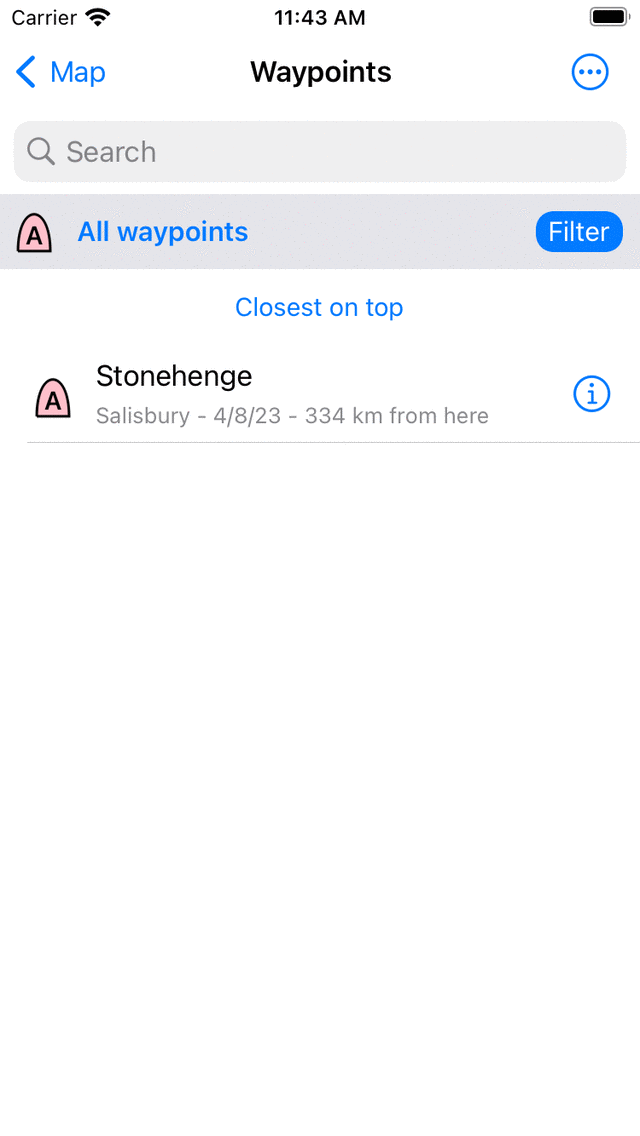 Carrier 11:43 AM
Map Waypoints
Search
A All waypoints Filter
Closest on top
A Stonehenge
Salisbury - 4/8/23 - 334 km from here